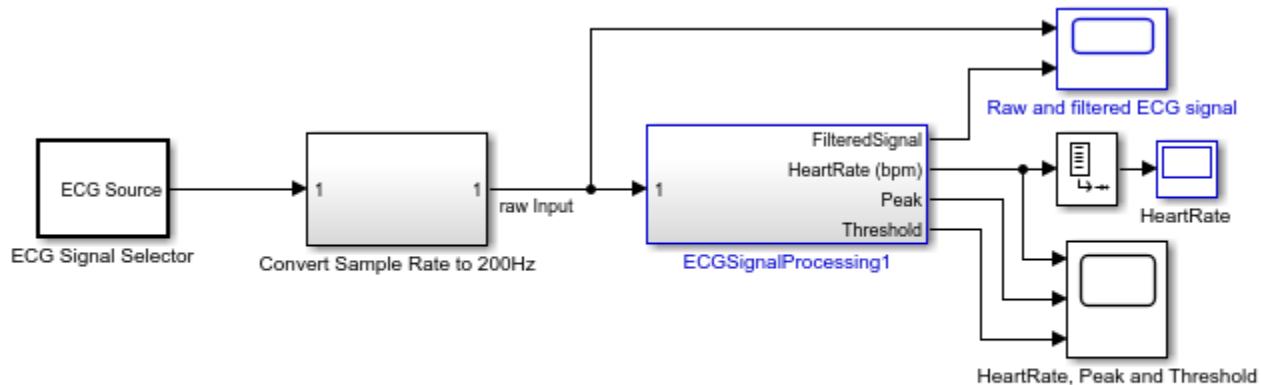 Raw and filtered ECG signal
ECG Source
ECG Signal Selector
1
1
Convert Sample Rate to 200Hz
raw Input
1
FilteredSignal
HeartRate (bpm)
Peak
Threshold
ECGSignalProcessing1
HeartRate
HeartRate, Peak and Threshold